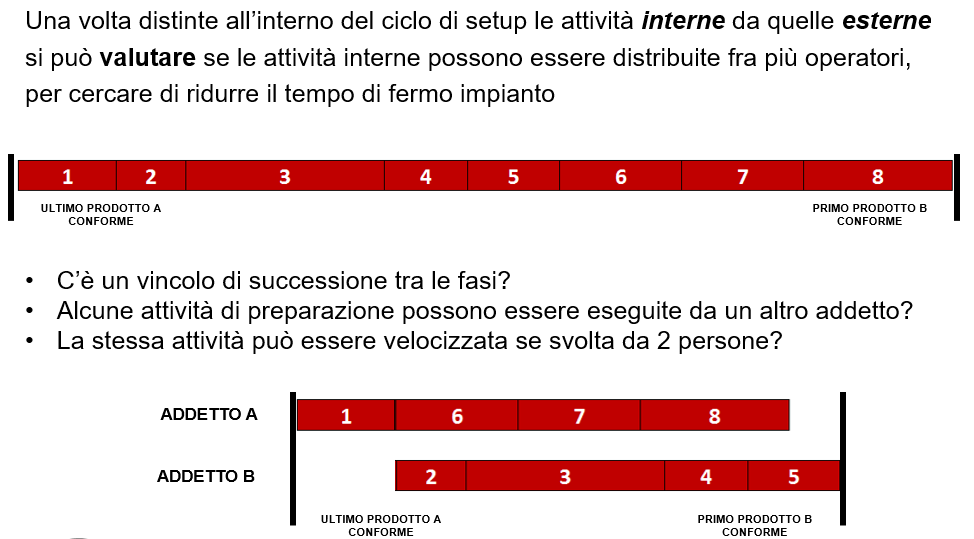 Una volta distinte all’interno del ciclo di setup le attività interne da quelle esterne
si può valutare se le attività interne possono essere distribuite fra più operatori,
per cercare di ridurre il tempo di fermo impianto
1 2 3 4 5 6 7 8
ULTIMO PRODOTTO A
CONFORME
PRIMO PRODOTTO B
CONFORME
• C’è un vincolo di successione tra le fasi?
• Alcune attività di preparazione possono essere eseguite da un altro addetto?
• La stessa attività può essere velocizzata se svolta da 2 persone?
ADDETTO A 1 6 7 8
ADDETTO B 2 3 4 5
ULTIMO PRODOTTO A
CONFORME
PRIMO PRODOTTO B
CONFORME